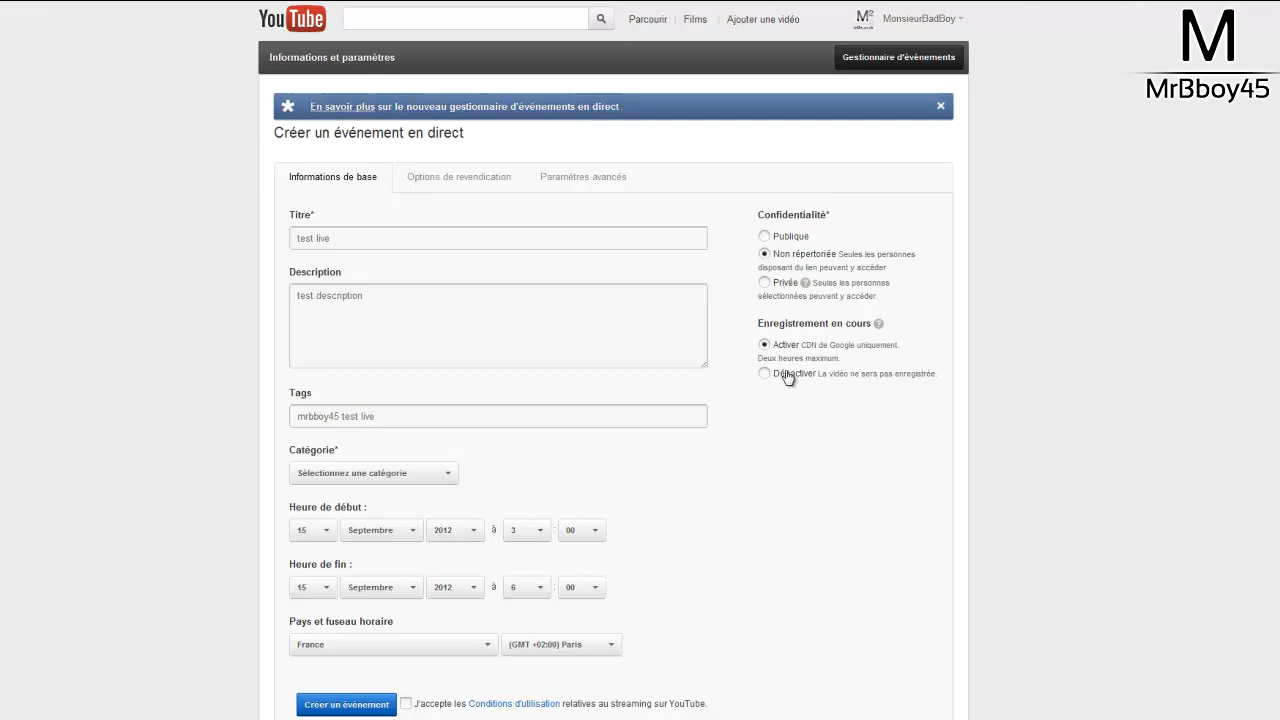 YouTube
Parcourir Films Ajouter une vidéo
M²
MonsieurBadBoy
M
MrBboy45
Informations et paramètres
Gestionnaire d'événements
En savoir plus sur le nouveau gestionnaire d'événements en direct
Créer un événement en direct
Informations de base
Options de revendication
Paramètres avancés
Titre*
test live
Description
test description
Tags
mrbboy45 test live
Catégorie*
Sélectionnez une catégorie
Heure de début :
15 Septembre 2012 à 3 : 00
Heure de fin :
15 Septembre 2012 à 6 : 00
Pays et fuseau horaire
France (GMT +02:00) Paris
Créer un événement
J'accepte les Conditions d'utilisation relatives au streaming sur YouTube.
Confidentialité*
Publique
Non répertoriée Seules les personnes
disposant du lien peuvent y accéder
Privée ? Seules les personnes
sélectionnées peuvent y accéder.
Enregistrement en cours ?
Activer CDN de Google uniquement.
Deux heures maximum.
Désactiver La vidéo ne sera pas enregistrée.